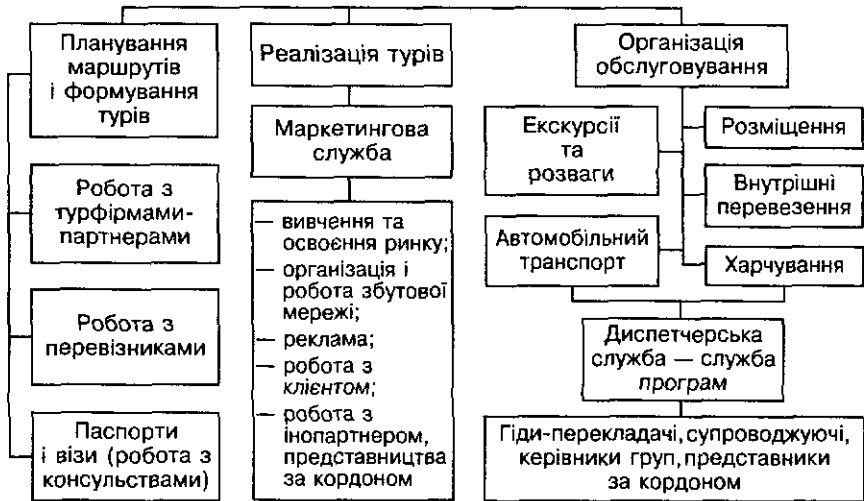 Планування
маршрутів
і формування
турів
Робота з
турфірмами-
партнерами
Робота з
перевізниками
Паспорти
і візи (робота з
консульствами)
Реалізація турів
Маркетингова
служба
— вивчення та
освоєння ринку;
— організація і
робота збутової
мережі;
— реклама;
— робота з
клієнтом;
— робота з
інопартнером,
представництва
за кордоном
Організація
обслуговування
Екскурсії
та
розваги
Розміщення
Внутрішні
перевезення
Автомобільний
транспорт
Харчування
Диспетчерська
служба — служба
програм
Гіди-перекладачі, супроводжуючі,
керівники груп, представники
за кордоном